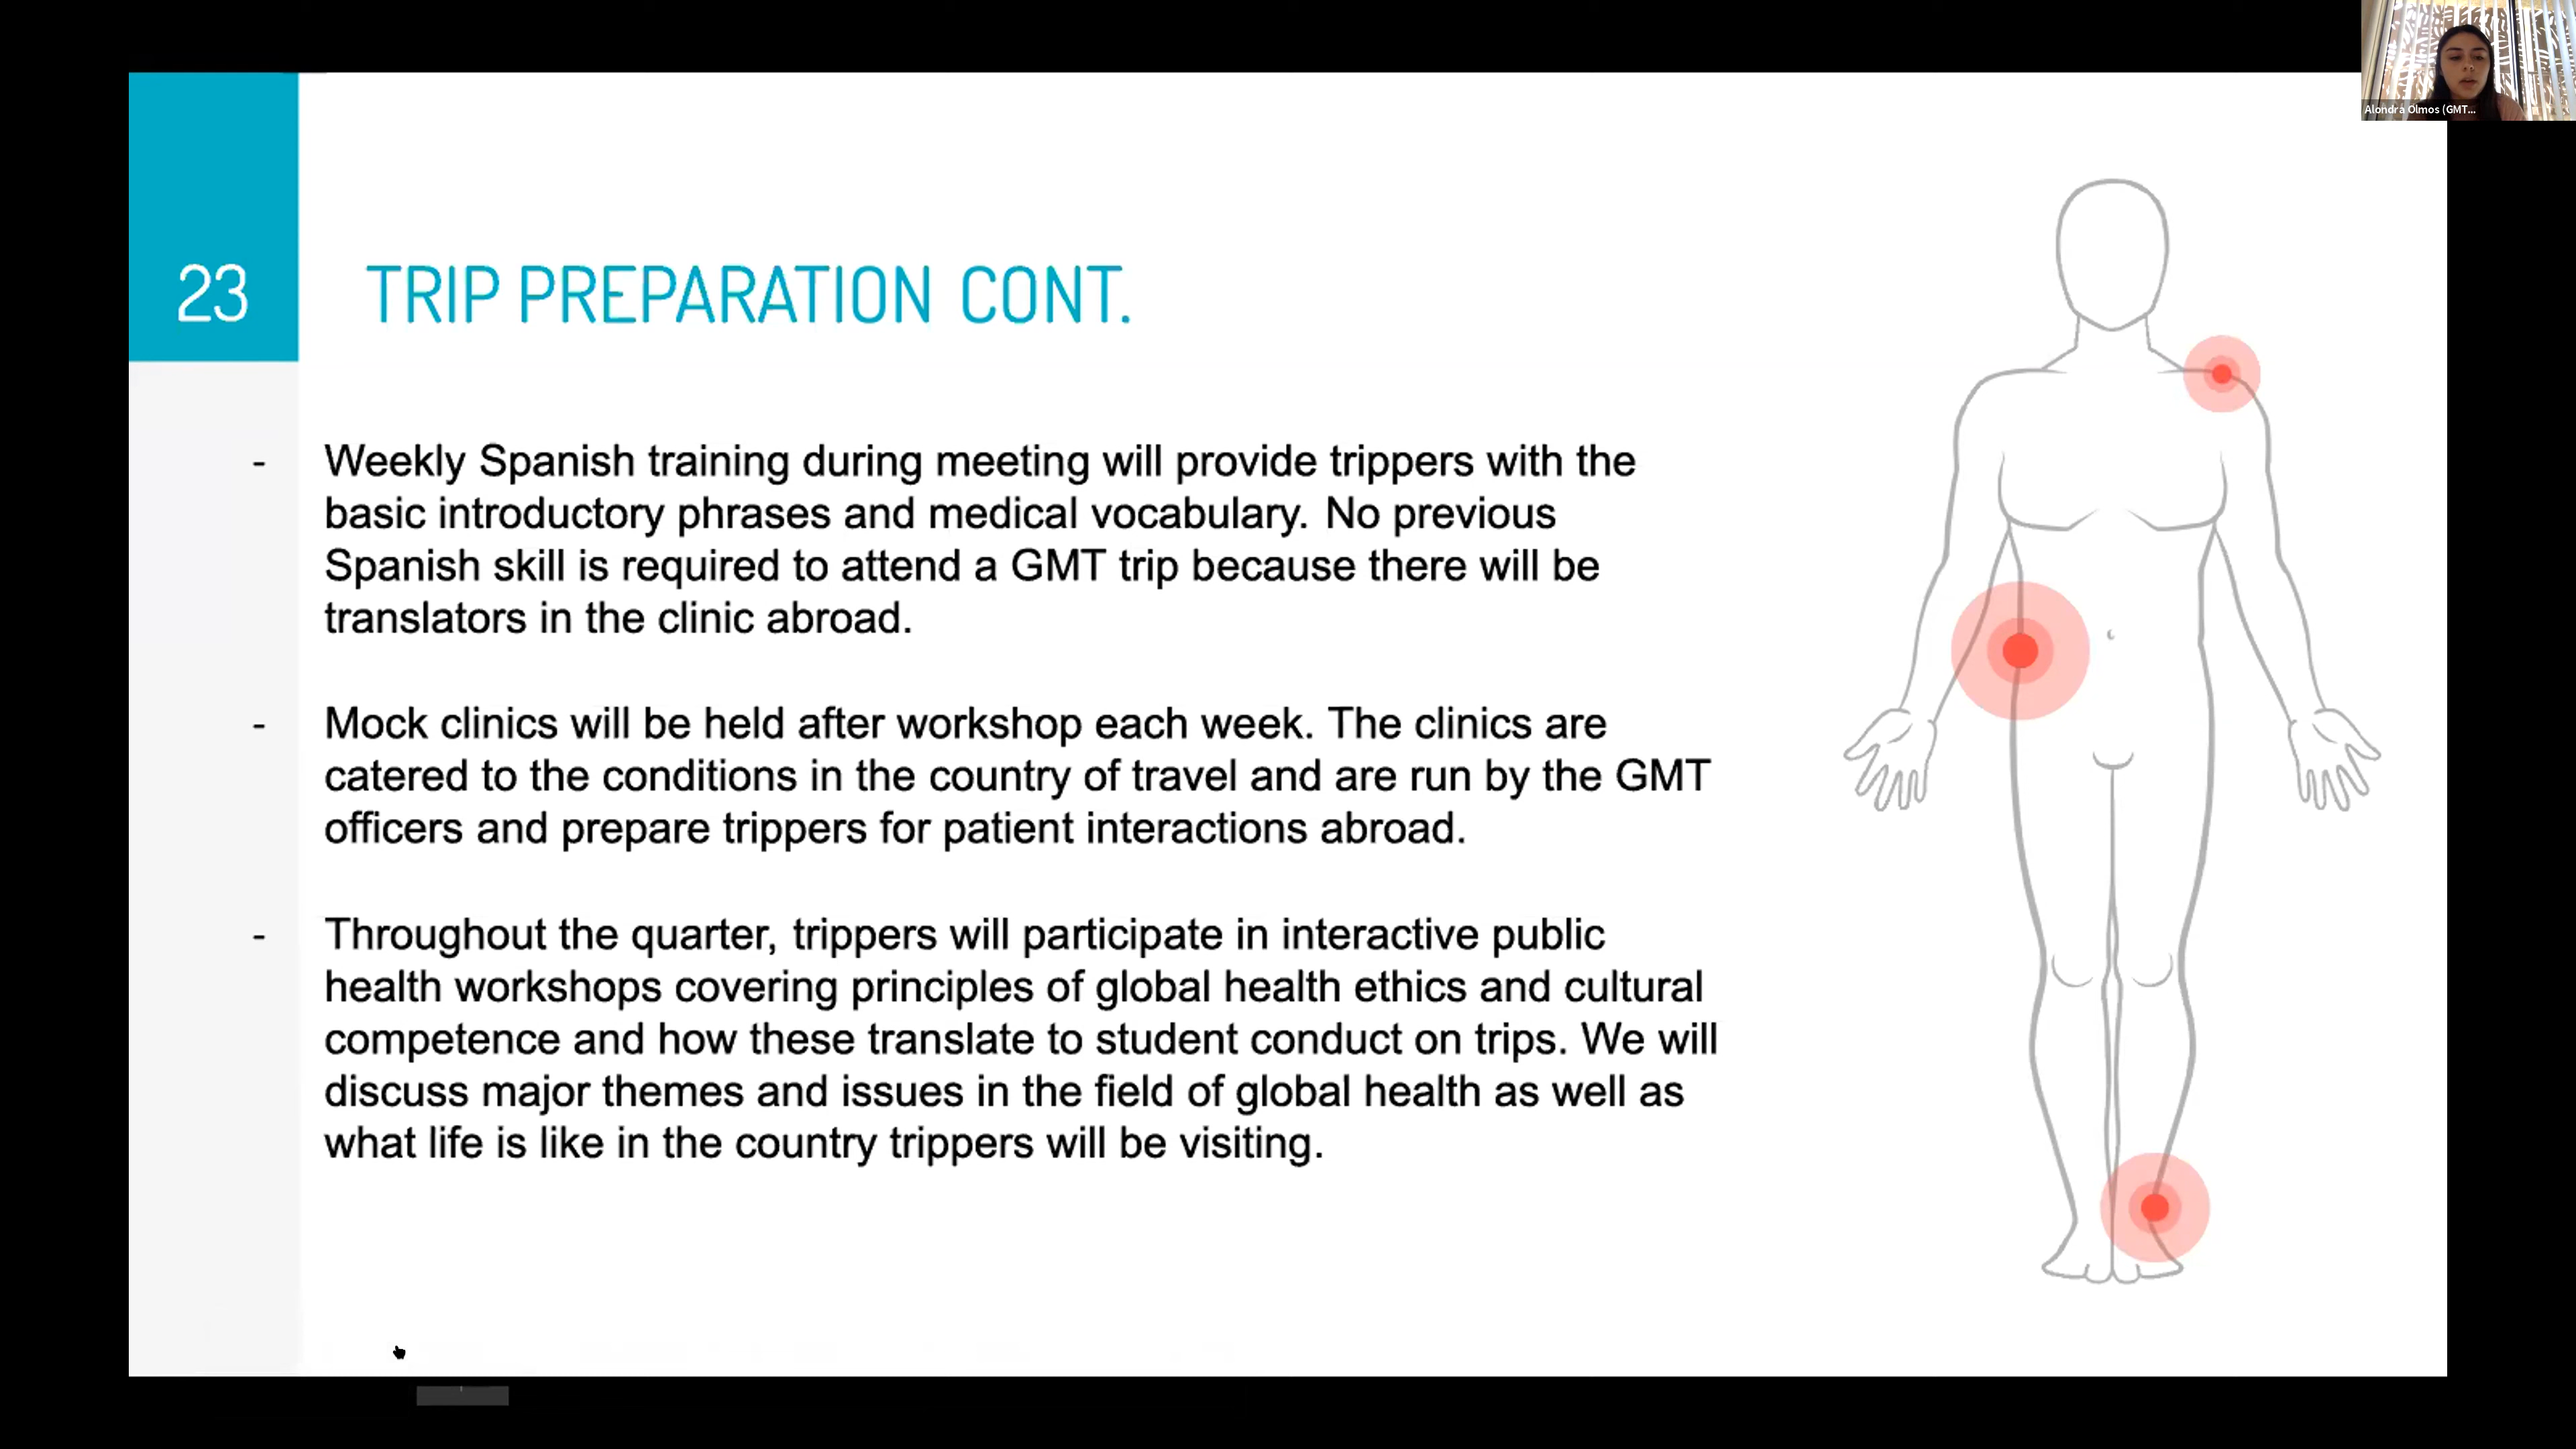 Alondra Olmos (GMT...
23
TRIP PREPARATION CONT.
- Weekly Spanish training during meeting will provide trippers with the
basic introductory phrases and medical vocabulary. No previous
Spanish skill is required to attend a GMT trip because there will be
translators in the clinic abroad.
- Mock clinics will be held after workshop each week. The clinics are
catered to the conditions in the country of travel and are run by the GMT
officers and prepare trippers for patient interactions abroad.
- Throughout the quarter, trippers will participate in interactive public
health workshops covering principles of global health ethics and cultural
competence and how these translate to student conduct on trips. We will
discuss major themes and issues in the field of global health as well as
what life is like in the country trippers will be visiting.